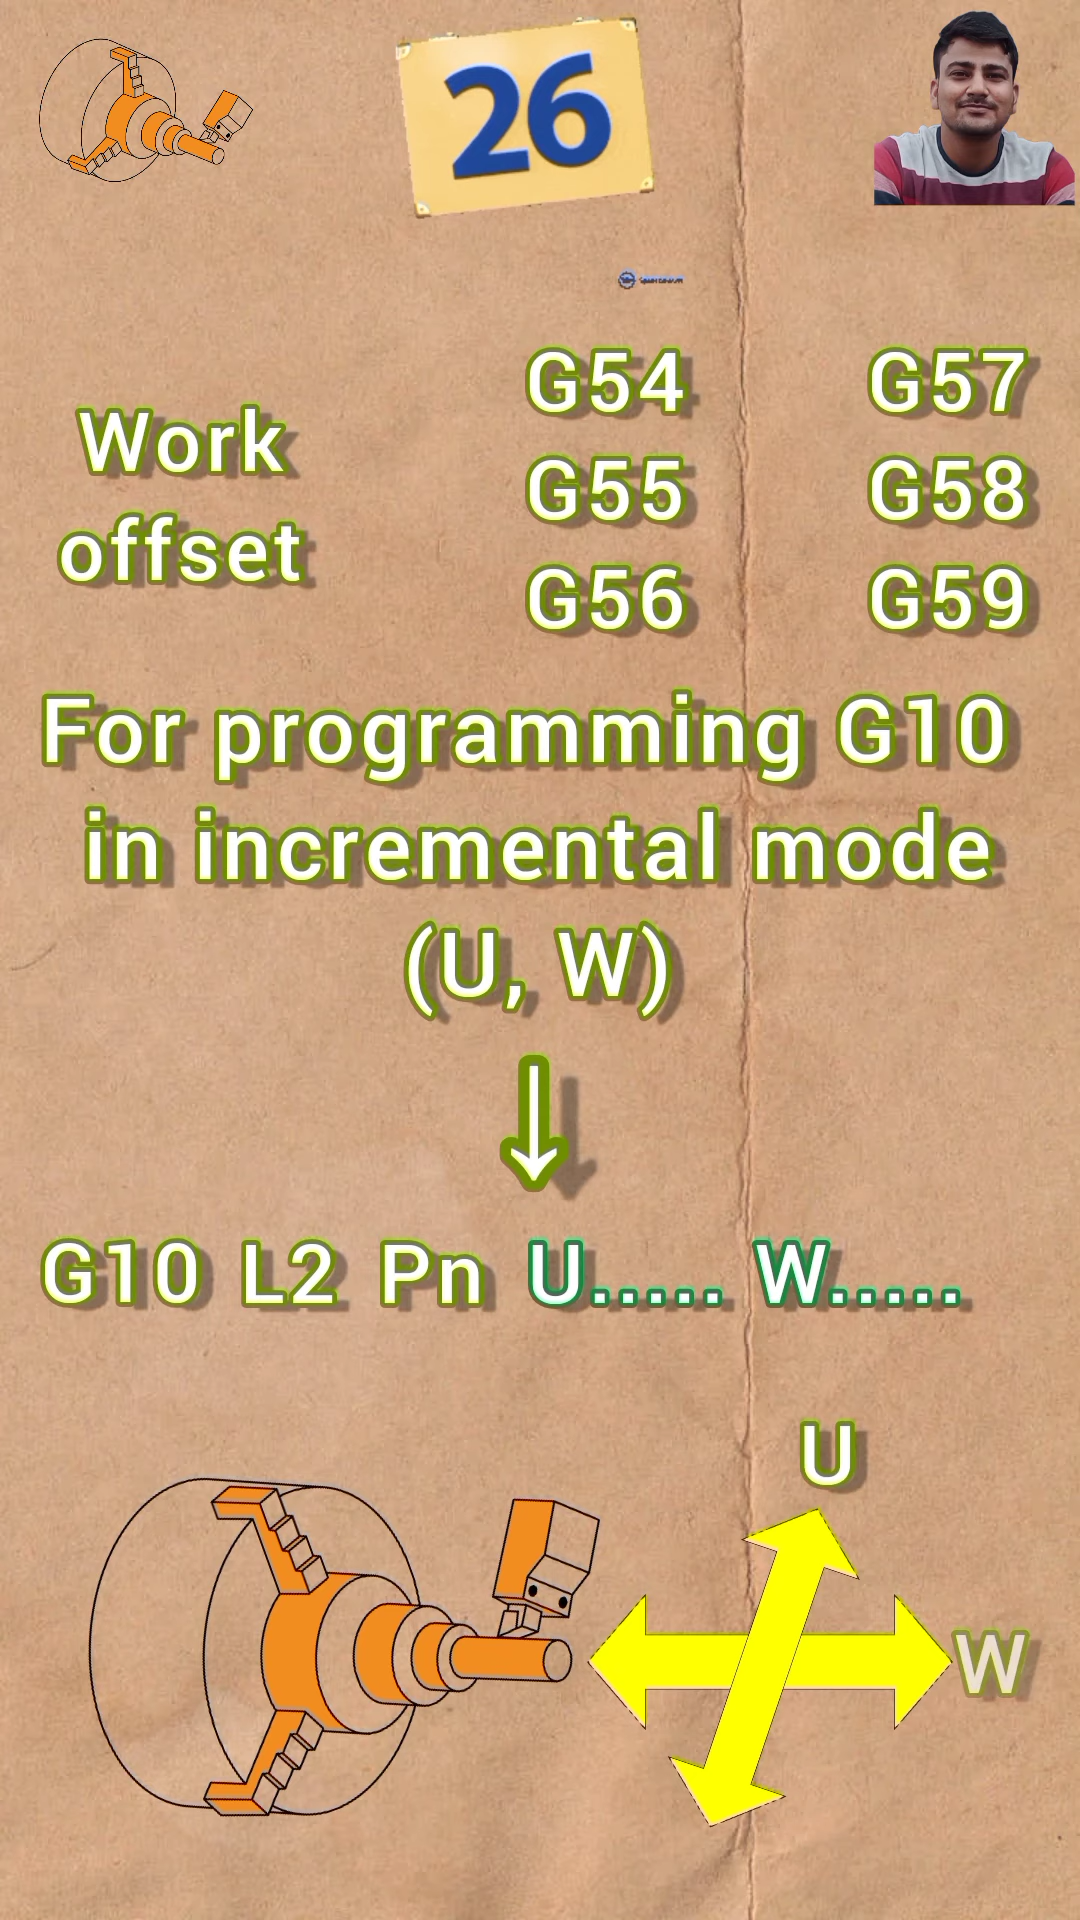 26
Work
offset
G54
G55
G56
G57
G58
G59
For programming G10
in incremental mode
(U, W)
↓
G10 L2 Pn U..... W.....
U
W